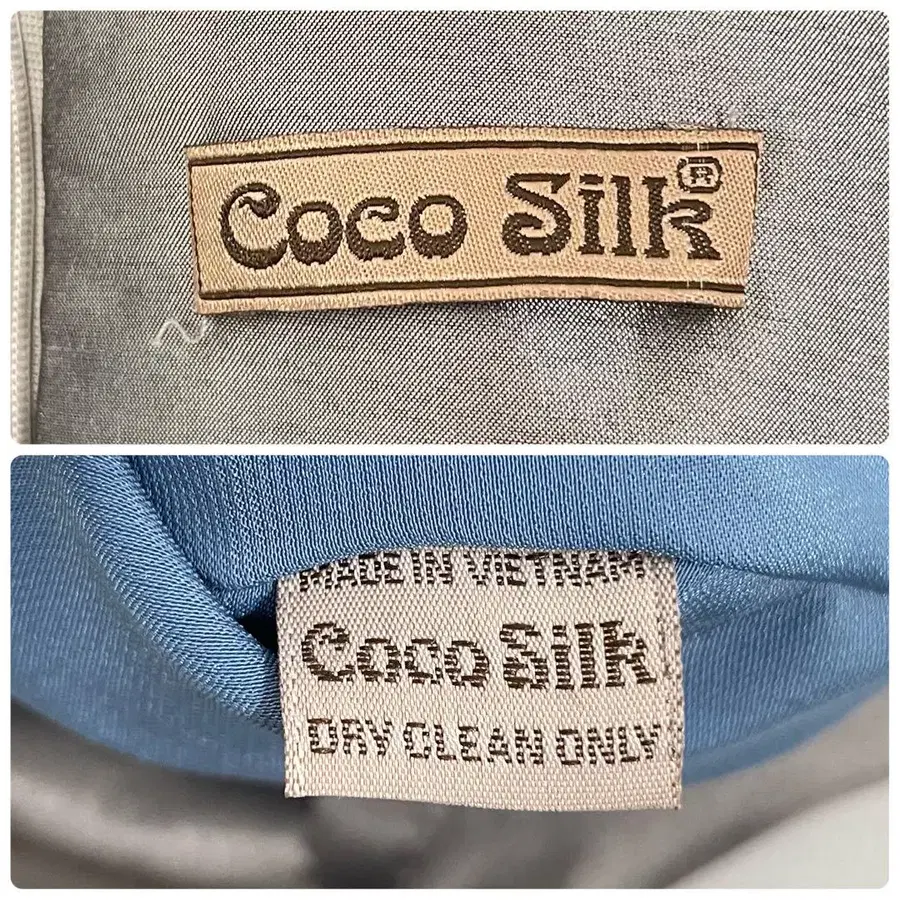 Coco Silk®
MADE IN VIETNAM
Coco Silk
DRY CLEAN ONLY